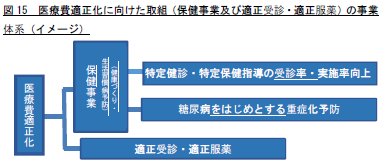 図15 医療費適正化に向けた取組（保健事業及び適正受診・適正服薬）の事業
体系（イメージ）
医療費適正化
保健事業
（健康づくり・
生活習慣病予防）
特定健診・特定保健指導の受診率・実施率向上
糖尿病をはじめとする重症化予防
適正受診・適正服薬